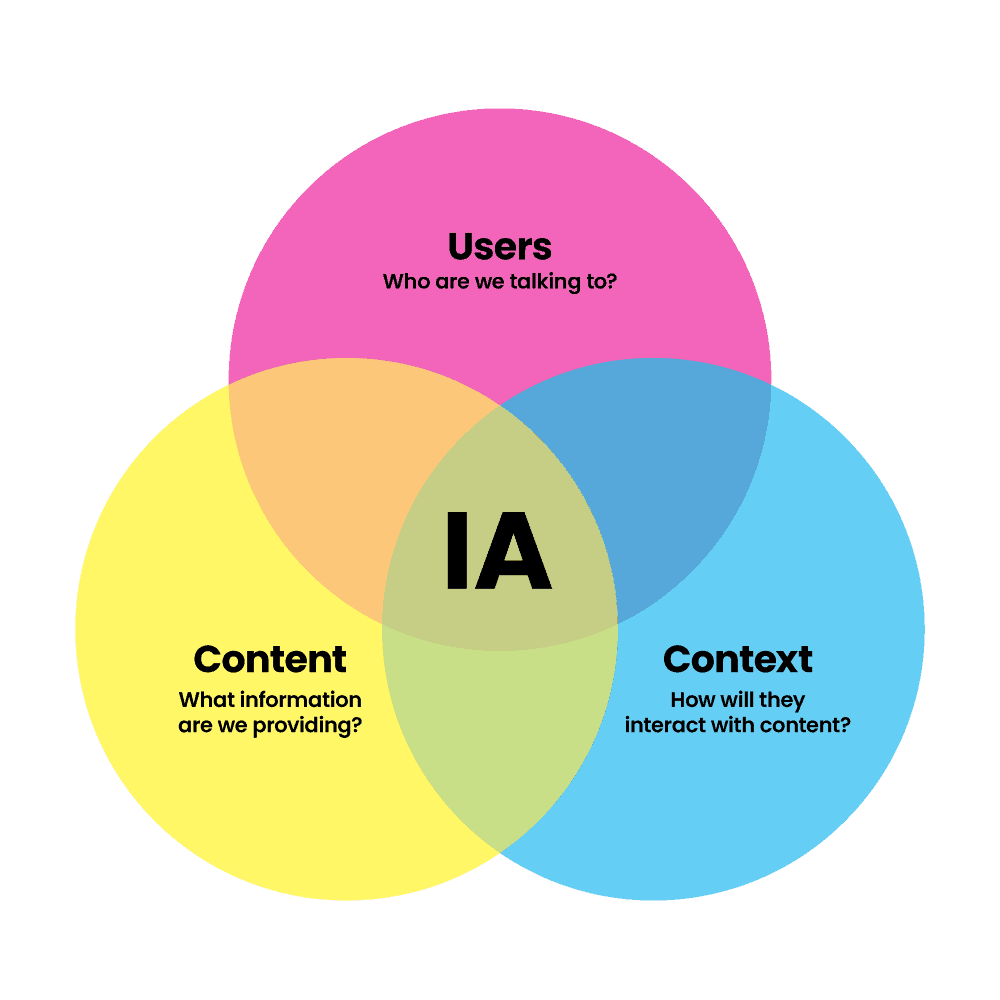 Users
Who are we talking to?
IA
Content
What information
are we providing?
Context
How will they
interact with content?